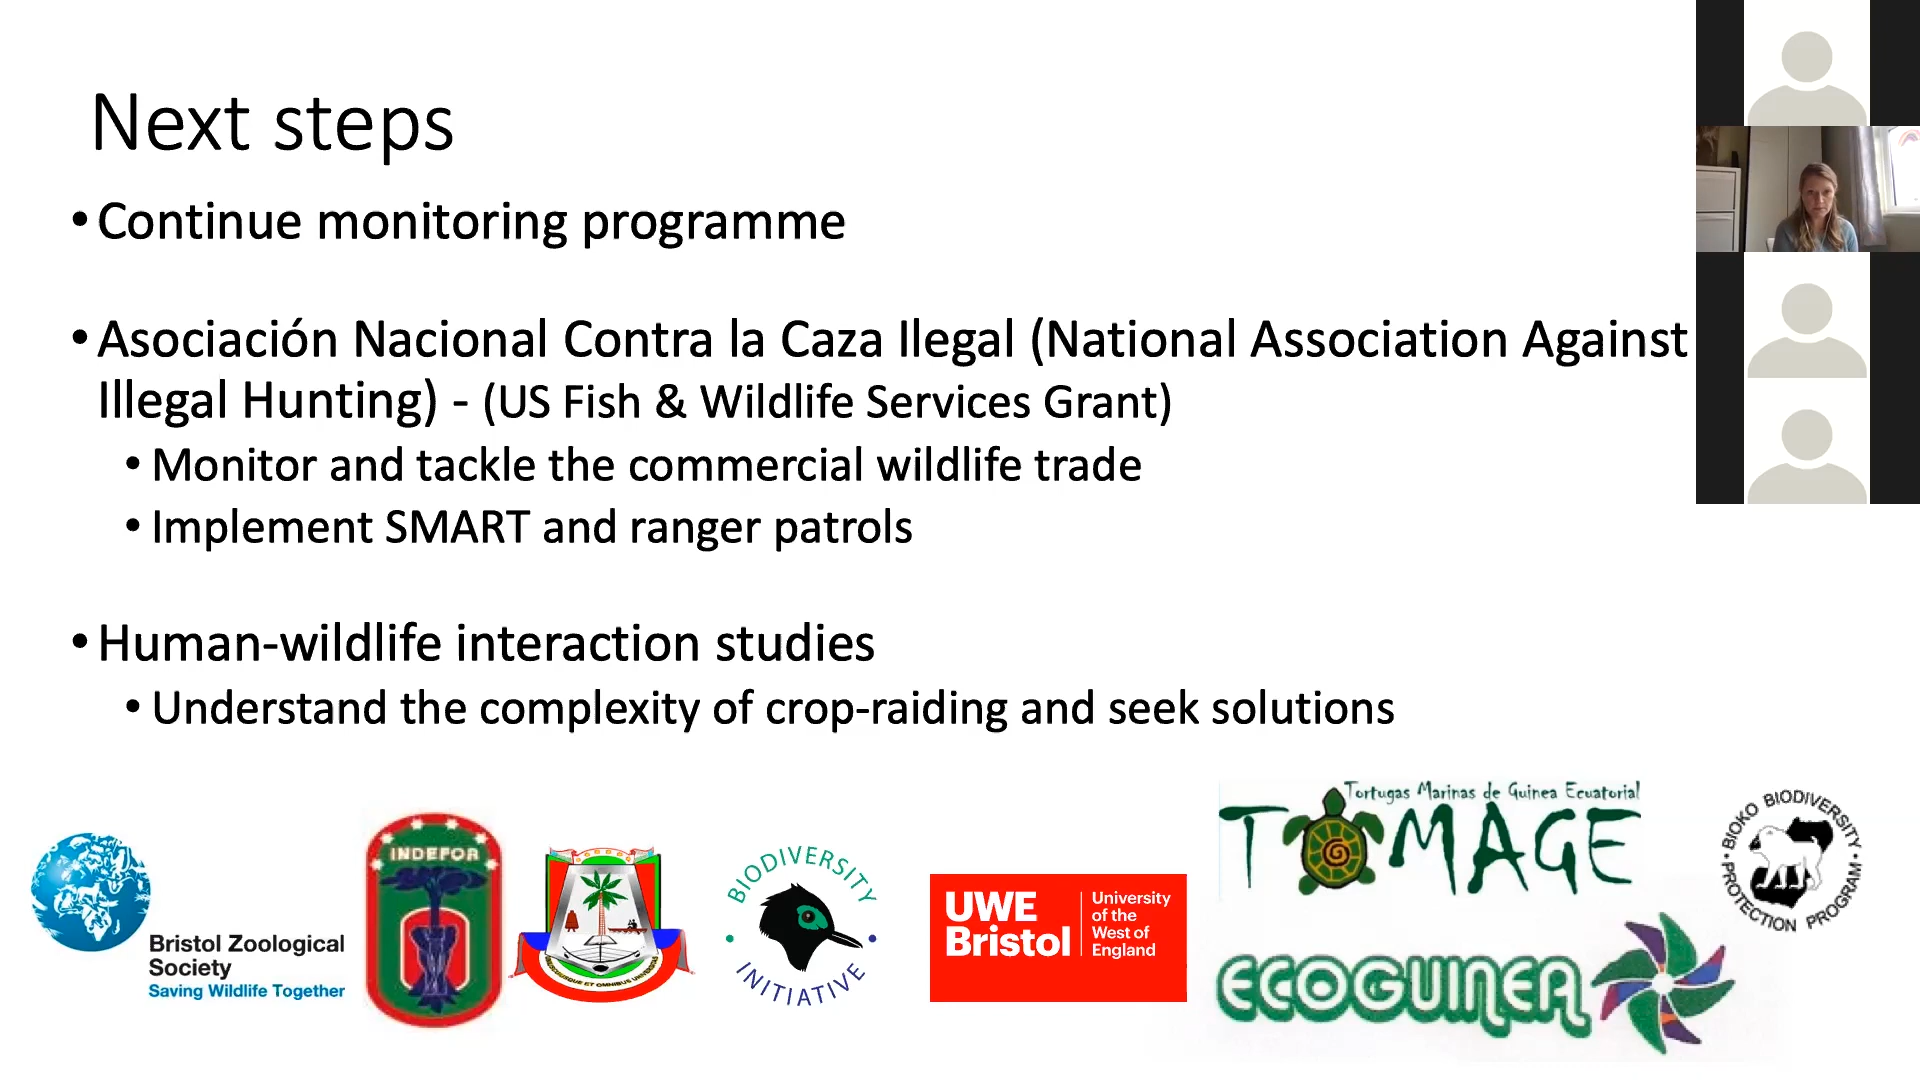 Next steps
• Continue monitoring programme
• Asociación Nacional Contra la Caza Ilegal (National Association Against
Illegal Hunting) - (US Fish & Wildlife Services Grant)
• Monitor and tackle the commercial wildlife trade
• Implement SMART and ranger patrols
• Human-wildlife interaction studies
• Understand the complexity of crop-raiding and seek solutions
Bristol Zoological
Society
Saving Wildlife Together
INDEFOR
ET OMNIBUS
BIODIVERSITY
INITIATIVE
UWE
Bristol
University
of the
West of
England
Tortugas Marinas de Guinea Ecuatorial
TOMAGE
ECOGUINEA
BIOKO BIODIVERSITY
PROTECTION PROGRAM